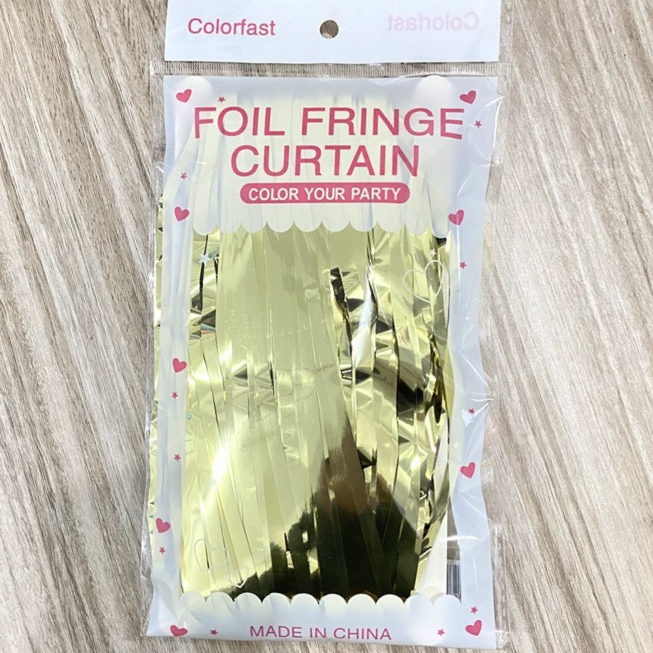 Colorfast
Colorfast
FOIL FRINGE
CURTAIN
COLOR YOUR PARTY
MADE IN CHINA